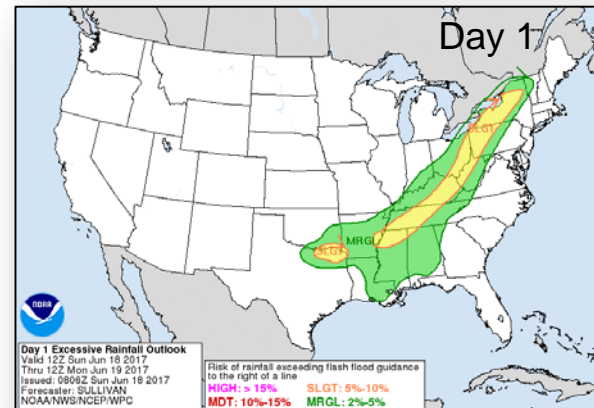 Day 1
SLGT
MRGL
SLGT
NOAA
Day 1 Excessive Rainfall Outlook
Valid 12Z Sun Jun 18 2017
Thru 12Z Mon Jun 19 2017
Issued: 0806Z Sun Jun 18 2017
Forecaster: SULLIVAN
NOAA/NWS/NCEP/WPC
Risk of rainfall exceeding flash flood guidance
to the right of a line
HIGH: > 15% SLGT: 5%-10%
MDT: 10%-15% MRGL: 2%-5%